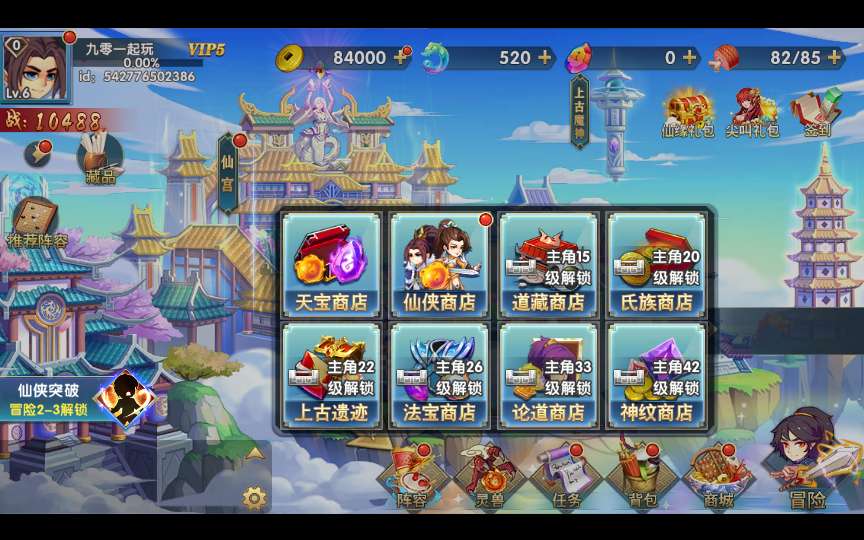 0
九零一起玩
VIP5
0.00%
id: 542776502386
Lv.6
战:10488
84000
520
0
82/85
上古魔神
仙缘礼包
尖叫礼包
签到
藏品
仙宫
推荐阵容
天宝商店
仙侠商店
主角15
级解锁
道藏商店
主角20
级解锁
氏族商店
主角22
级解锁
上古遗迹
主角26
级解锁
法宝商店
主角33
级解锁
论道商店
主角42
级解锁
神纹商店
仙侠突破
冒险2-3解锁
阵容
灵兽
任务
背包
商城
冒险